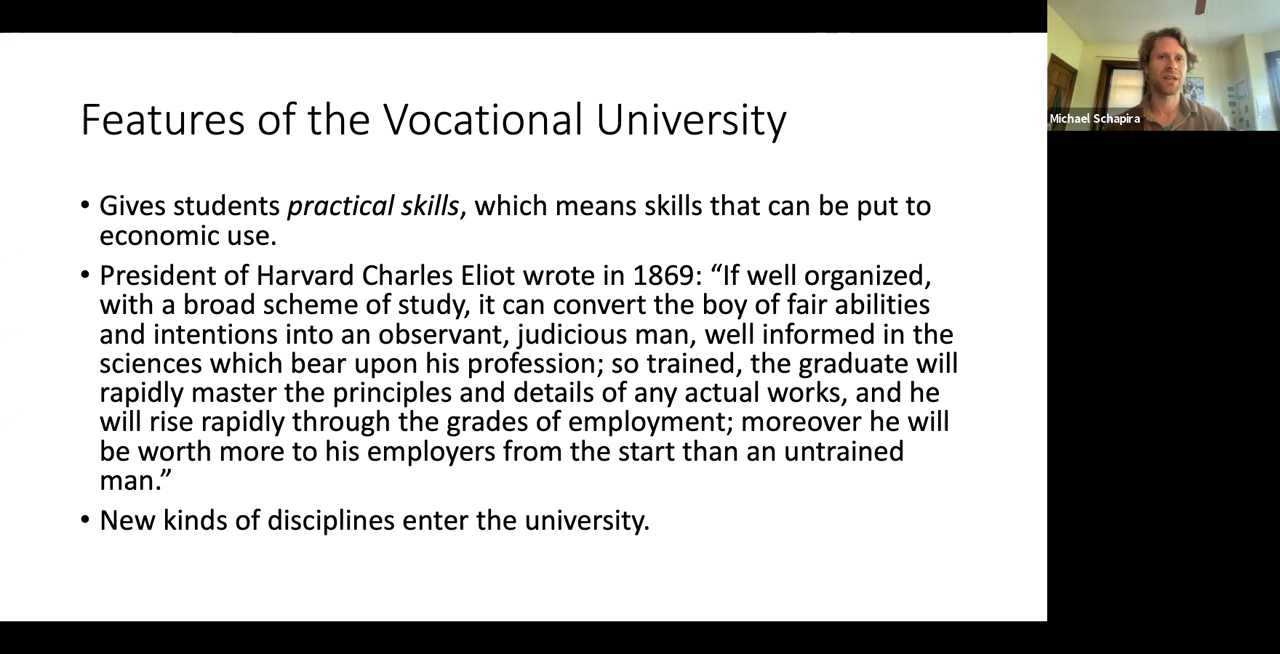 Features of the Vocational University
• Gives students practical skills, which means skills that can be put to
economic use.
• President of Harvard Charles Eliot wrote in 1869: “If well organized,
with a broad scheme of study, it can convert the boy of fair abilities
and intentions into an observant, judicious man, well informed in the
sciences which bear upon his profession; so trained, the graduate will
rapidly master the principles and details of any actual works, and he
will rise rapidly through the grades of employment; moreover he will
be worth more to his employers from the start than an untrained
man.”
• New kinds of disciplines enter the university.
Michael Schapira